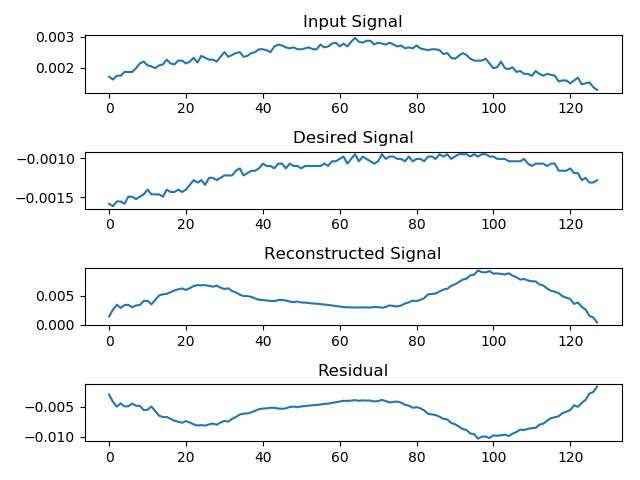 Input Signal
0.003
0.002
0 20 40 60 80 100 120
Desired Signal
−0.0010
−0.0015
0 20 40 60 80 100 120
Reconstructed Signal
0.005
0.000
0 20 40 60 80 100 120
Residual
−0.005
−0.010
0 20 40 60 80 100 120